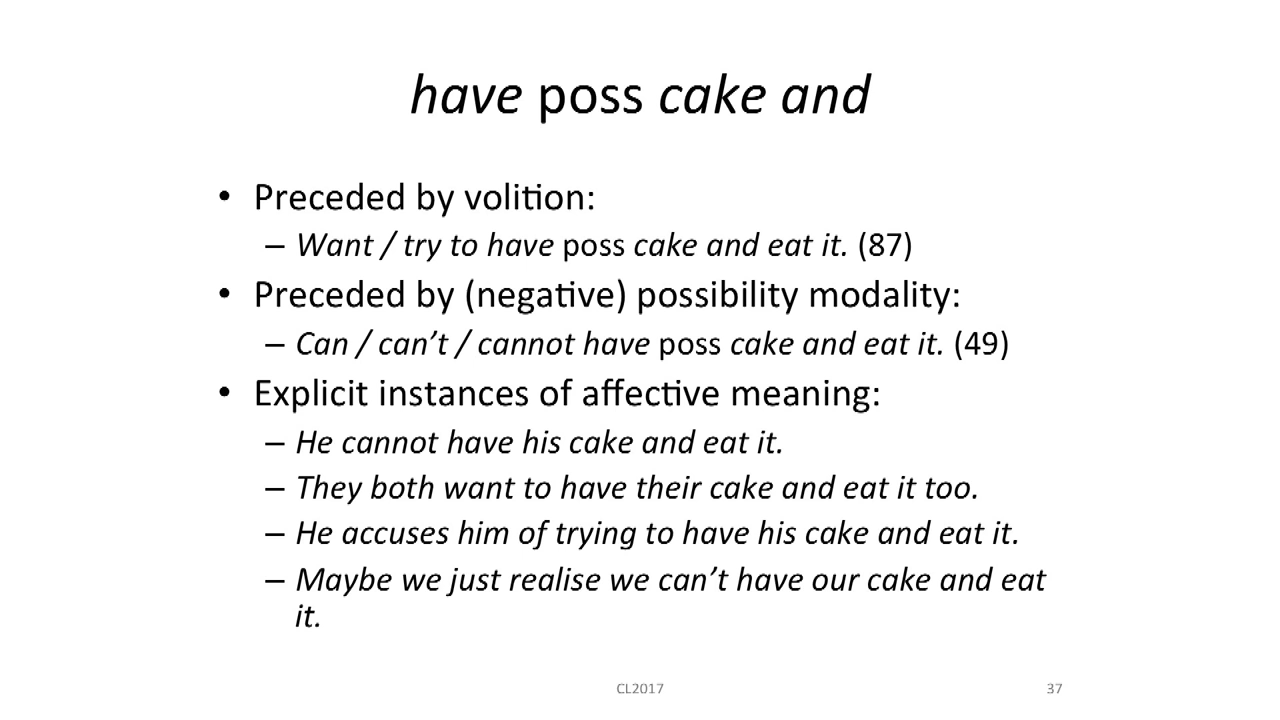 have poss cake and
• Preceded by volition:
– Want / try to have poss cake and eat it. (87)
• Preceded by (negative) possibility modality:
– Can / can’t / cannot have poss cake and eat it. (49)
• Explicit instances of affective meaning:
– He cannot have his cake and eat it.
– They both want to have their cake and eat it too.
– He accuses him of trying to have his cake and eat it.
– Maybe we just realise we can’t have our cake and eat
it.
CL2017
37